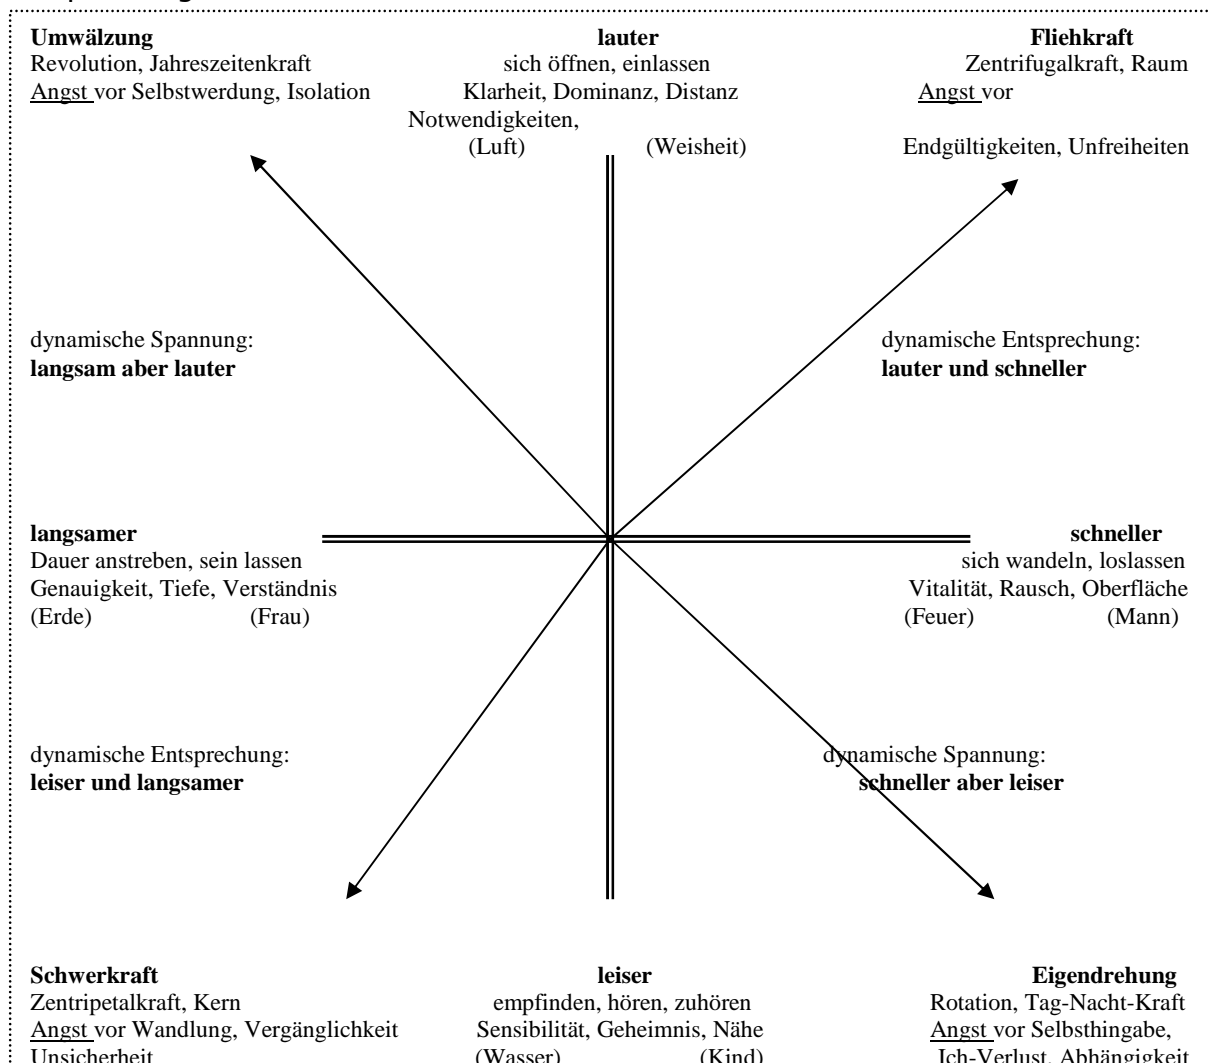 Umwälzung lauter Fliehkraft
Revolution, Jahreszeitenkraft sich öffnen, einlassen Zentrifugalkraft, Raum
Angst vor Selbstwerdung, Isolation Klarheit, Dominanz, Distanz Angst vor
Notwendigkeiten,
(Luft) (Weisheit) Endgültigkeiten, Unfreiheiten
dynamische Spannung: dynamische Entsprechung:
langsam aber lauter lauter und schneller
langsamer schneller
Dauer anstreben, sein lassen sich wandeln, loslassen
Genauigkeit, Tiefe, Verständnis Vitalität, Rausch, Oberfläche
(Erde) (Frau) (Feuer) (Mann)
dynamische Entsprechung: dynamische Spannung:
leiser und langsamer schneller aber leiser
Schwerkraft leiser Eigendrehung
Zentripetalkraft, Kern empfinden, hören, zuhören Rotation, Tag-Nacht-Kraft
Angst vor Wandlung, Vergänglichkeit Sensibilität, Geheimnis, Nähe Angst vor Selbsthingabe,
Unsicherheit (Wasser) (Kind) Ich-Verlust, Abhängigkeit